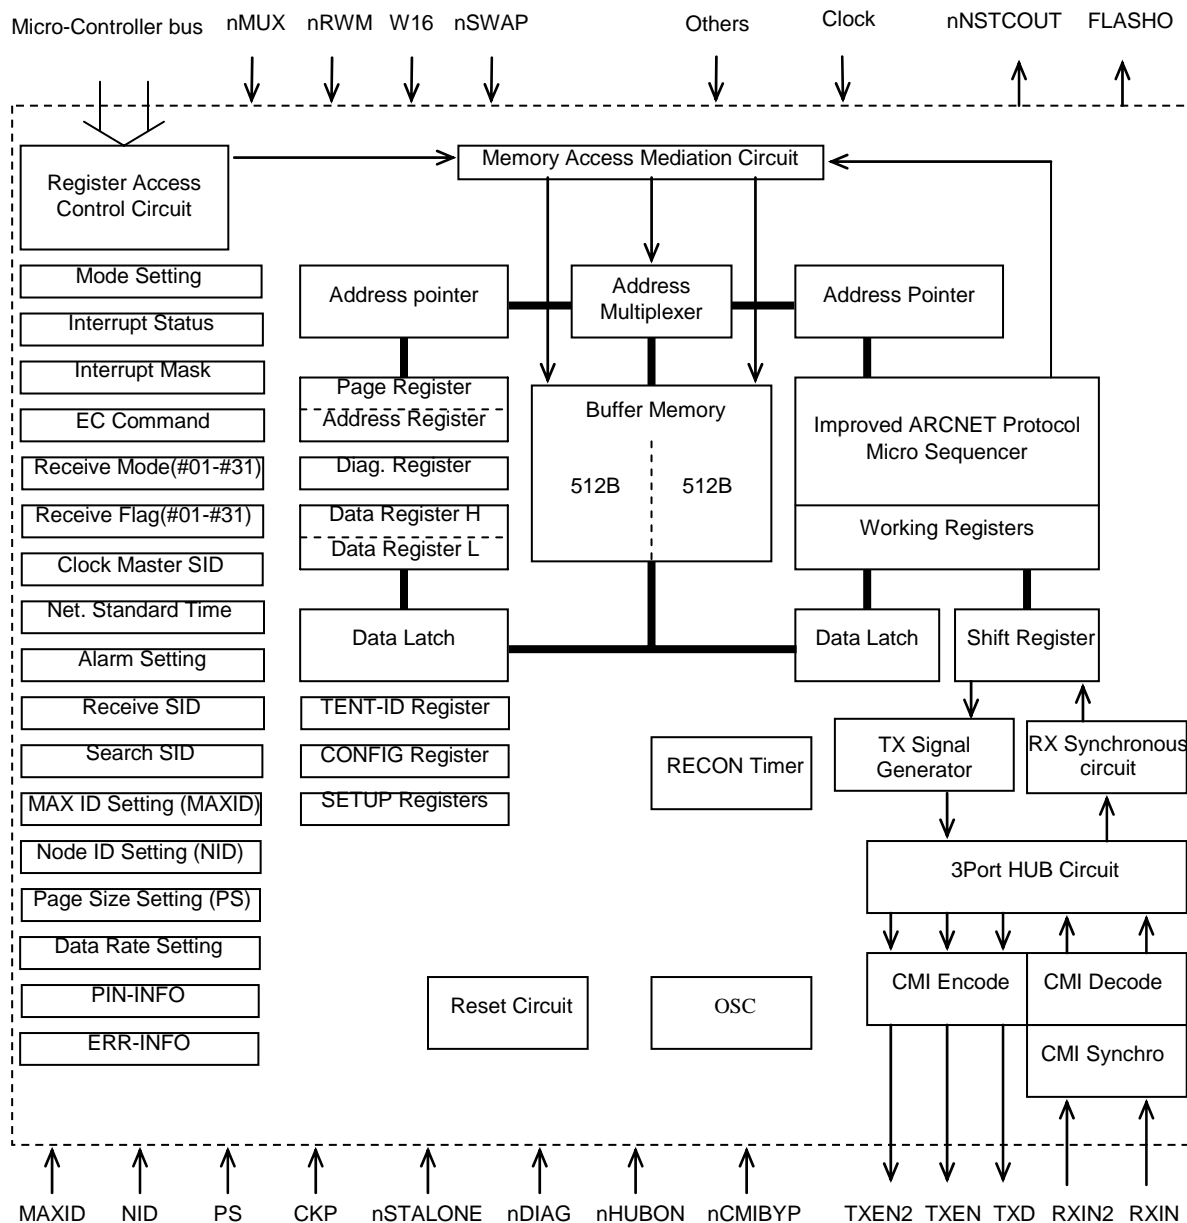 Micro-Controller bus
nMUX
nRWM
W16
nSWAP
Others
Clock
nNSTCOUT
FLASHO
Register Access
Control Circuit
Memory Access Mediation Circuit
Mode Setting
Interrupt Status
Interrupt Mask
EC Command
Receive Mode(#01-#31)
Receive Flag(#01-#31)
Clock Master SID
Net. Standard Time
Alarm Setting
Receive SID
Search SID
MAX ID Setting (MAXID)
Node ID Setting (NID)
Page Size Setting (PS)
Data Rate Setting
PIN-INFO
ERR-INFO
Address pointer
Address
Multiplexer
Address Pointer
Page Register
Address Register
Diag. Register
Data Register H
Data Register L
Data Latch
TENT-ID Register
CONFIG Register
SETUP Registers
Buffer Memory
512B
512B
Improved ARCNET Protocol
Micro Sequencer
Working Registers
Data Latch
Shift Register
RECON Timer
TX Signal
Generator
RX Synchronous
circuit
3Port HUB Circuit
CMI Encode
CMI Decode
CMI Synchro
Reset Circuit
OSC
MAXID
NID
PS
CKP
nSTALONE
nDIAG
nHUBON
nCMIBYP
TXEN2
TXEN
TXD
RXIN2
RXIN